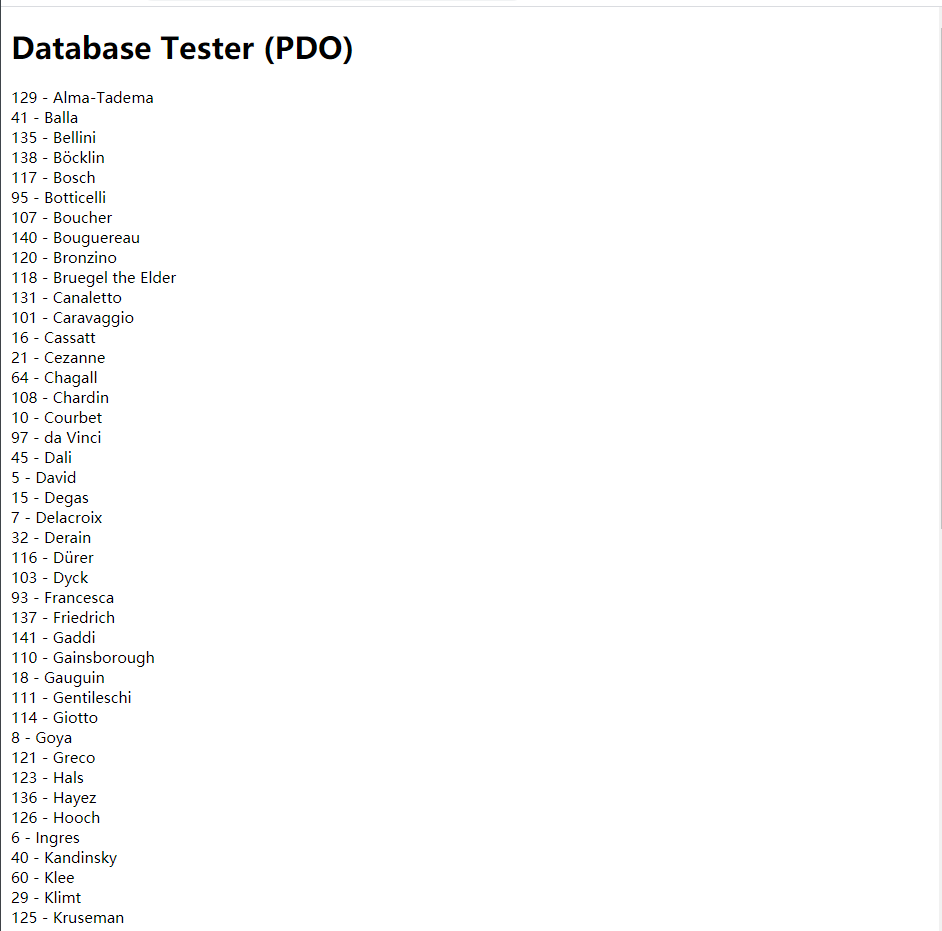 Database Tester (PDO)
129 - Alma-Tadema
41 - Balla
135 - Bellini
138 - Böcklin
117 - Bosch
95 - Botticelli
107 - Boucher
140 - Bouguereau
120 - Bronzino
118 - Bruegel the Elder
131 - Canaletto
101 - Caravaggio
16 - Cassatt
21 - Cezanne
64 - Chagall
108 - Chardin
10 - Courbet
97 - da Vinci
45 - Dali
5 - David
15 - Degas
7 - Delacroix
32 - Derain
116 - Dürer
103 - Dyck
93 - Francesca
137 - Friedrich
141 - Gaddi
110 - Gainsborough
18 - Gauguin
111 - Gentileschi
114 - Giotto
8 - Goya
121 - Greco
123 - Hals
136 - Hayez
126 - Hooch
6 - Ingres
40 - Kandinsky
60 - Klee
29 - Klimt
125 - Kruseman